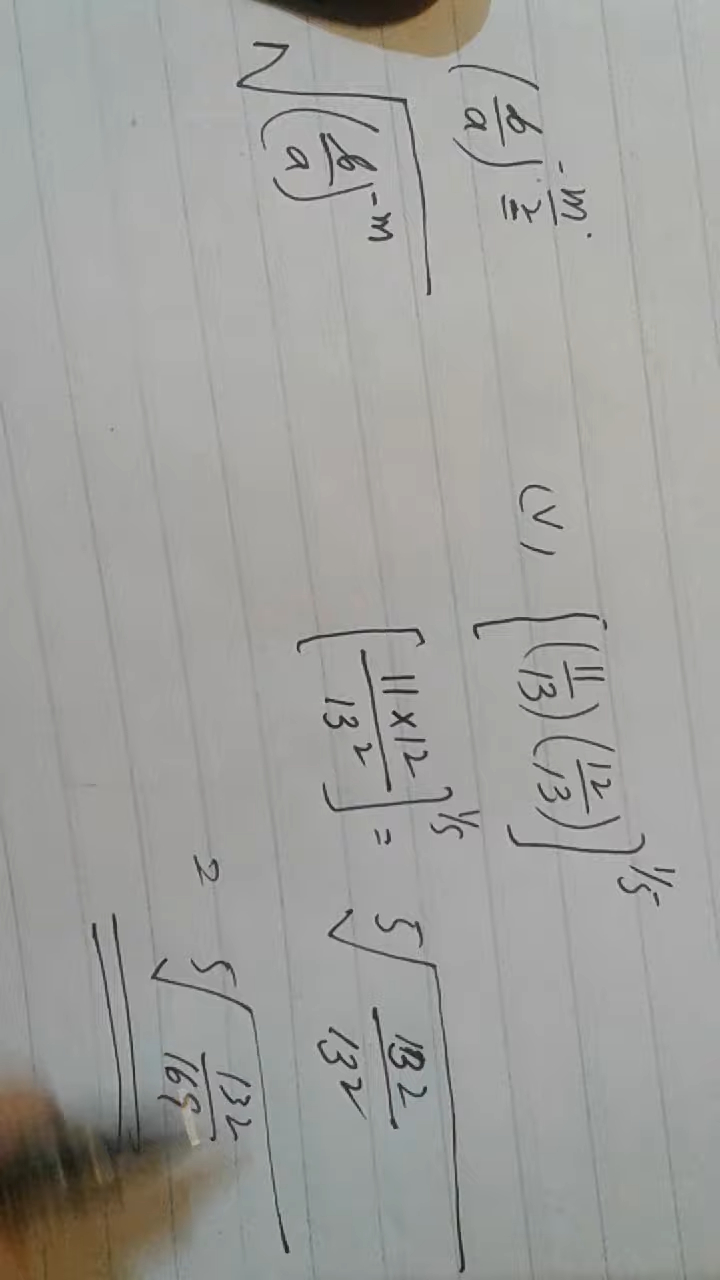 (b/a)^-m/2
√(b/a)^-m
(V) [(11/13)(12/13)]^1/5
[11×12/13²]^1/5 = ⁵√132/13²
= ⁵√132/169